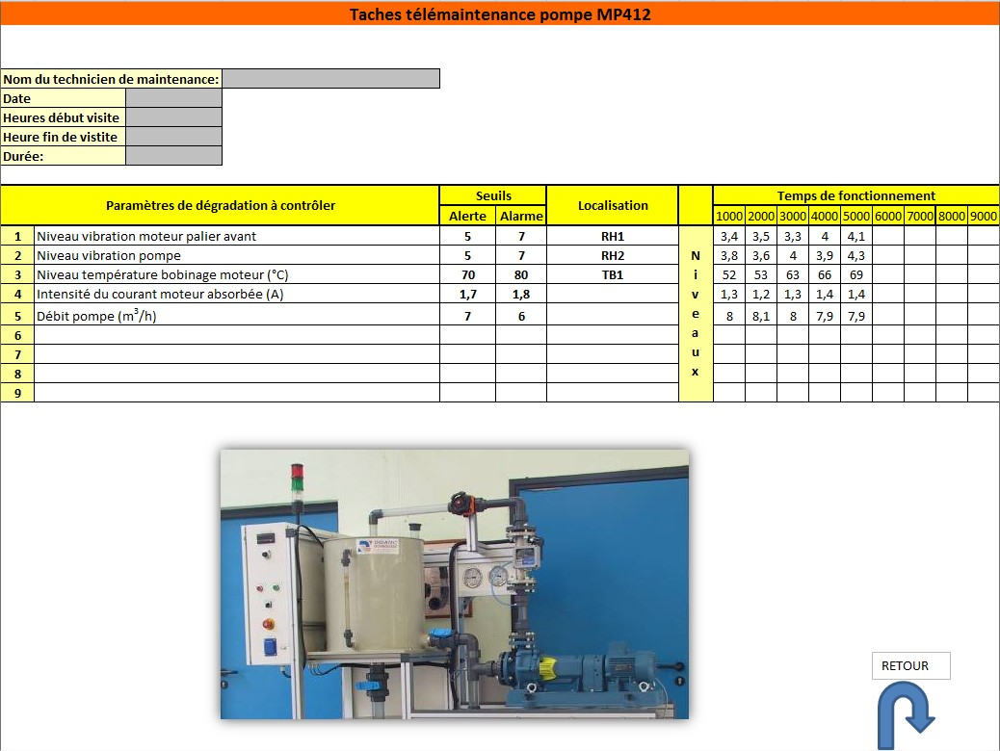 Taches télémaintenance pompe MP412
Nom du technicien de maintenance:
Date
Heures début visite
Heure fin de vistite
Durée:
Paramètres de dégradation à contrôler Seuils Localisation Temps de fonctionnement
Alerte Alarme 1000 2000 3000 4000 5000 6000 7000 8000 9000
1 Niveau vibration moteur palier avant 5 7 RH1 3,4 3,5 3,3 4 4,1
2 Niveau vibration pompe 5 7 RH2 N 3,8 3,6 4 3,9 4,3
3 Niveau température bobinage moteur (°C) 70 80 TB1 i 52 53 63 66 69
4 Intensité du courant moteur absorbée (A) 1,7 1,8 v 1,3 1,2 1,3 1,4 1,4
5 Débit pompe (m³/h) 7 6 e 8 8,1 8 7,9 7,9
6 a
7 u
8 x
9
RETOUR